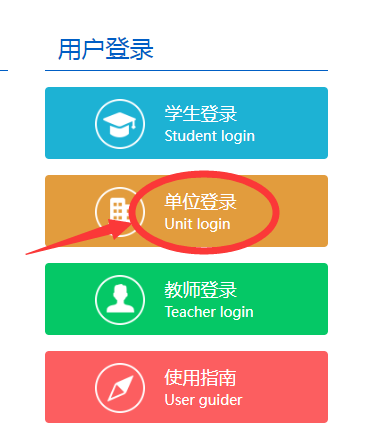 用户登录
学生登录
Student login
单位登录
Unit login
教师登录
Teacher login
使用指南
User guider